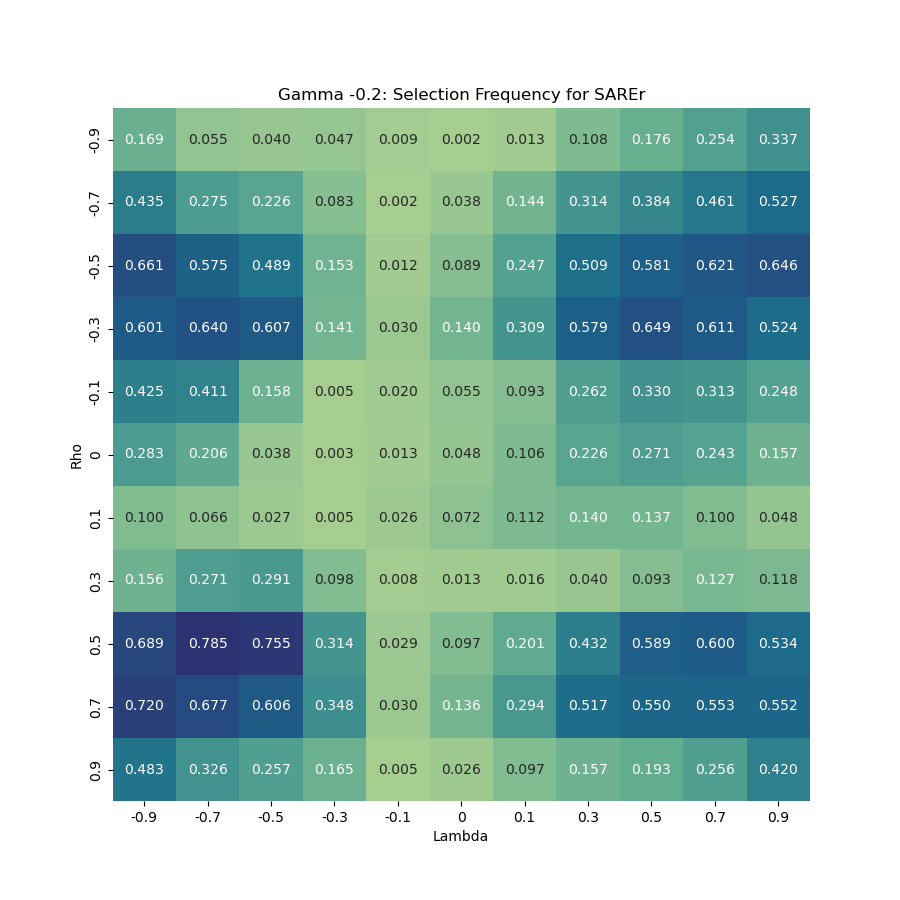 Gamma -0.2: Selection Frequency for SAREr
-0.9 0.169 0.055 0.040 0.047 0.009 0.002 0.013 0.108 0.176 0.254 0.337
-0.7 0.435 0.275 0.226 0.083 0.002 0.038 0.144 0.314 0.384 0.461 0.527
-0.5 0.661 0.575 0.489 0.153 0.012 0.089 0.247 0.509 0.581 0.621 0.646
-0.3 0.601 0.640 0.607 0.141 0.030 0.140 0.309 0.579 0.649 0.611 0.524
-0.1 0.425 0.411 0.158 0.005 0.020 0.055 0.093 0.262 0.330 0.313 0.248
Rho
0 0.283 0.206 0.038 0.003 0.013 0.048 0.106 0.226 0.271 0.243 0.157
0.1 0.100 0.066 0.027 0.005 0.026 0.072 0.112 0.140 0.137 0.100 0.048
0.3 0.156 0.271 0.291 0.098 0.008 0.013 0.016 0.040 0.093 0.127 0.118
0.5 0.689 0.785 0.755 0.314 0.029 0.097 0.201 0.432 0.589 0.600 0.534
0.7 0.720 0.677 0.606 0.348 0.030 0.136 0.294 0.517 0.550 0.553 0.552
0.9 0.483 0.326 0.257 0.165 0.005 0.026 0.097 0.157 0.193 0.256 0.420
-0.9 -0.7 -0.5 -0.3 -0.1 0 0.1 0.3 0.5 0.7 0.9
Lambda